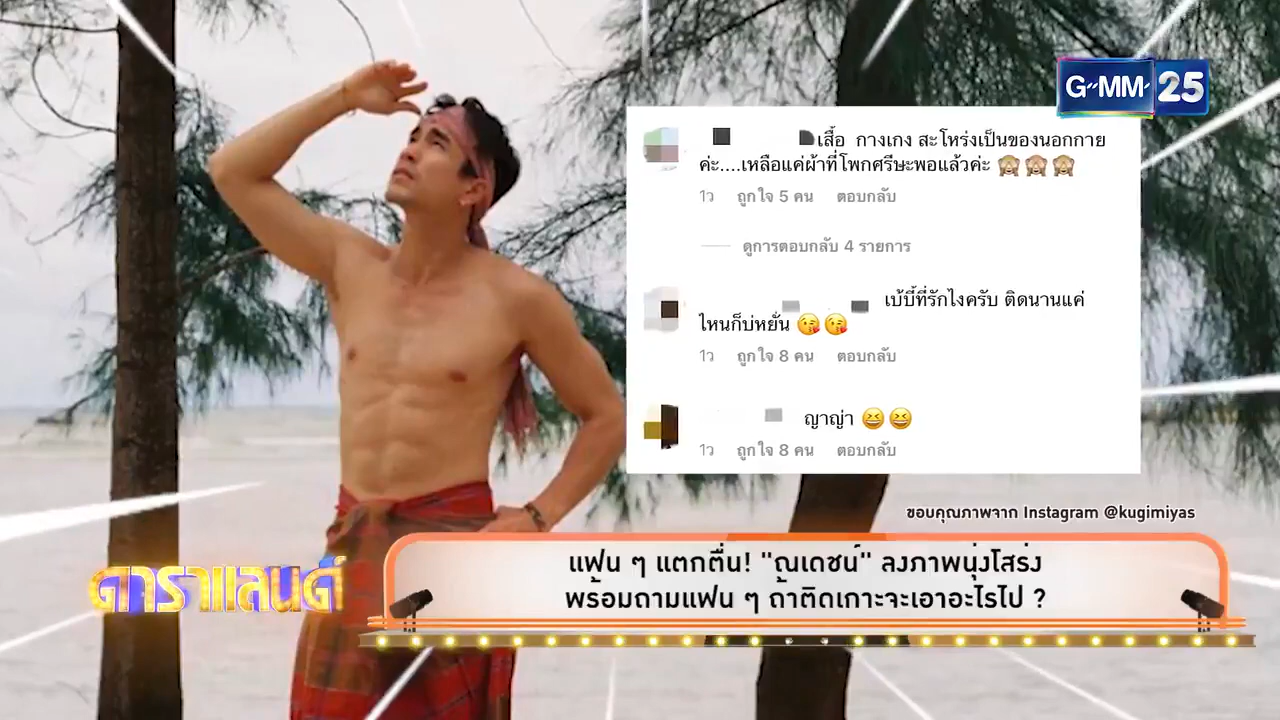 GMM 25
เสื้อ กางเกง สะโหร่งเป็นของนอกกาย
ค่ะ....เหลือแค่ผ้าที่โพกศรีษะพอแล้วค่ะ 🙈🙈🙈
1ว ถูกใจ 5 คน ตอบกลับ
ดูการตอบกลับ 4 รายการ
เบ้บี้ที่รักไงครับ ติดนานแค่
ไหนก็บ่หยั่น 😘😘
1ว ถูกใจ 8 คน ตอบกลับ
ญาญ่า 😆😆
1ว ถูกใจ 8 คน ตอบกลับ
ขอบคุณภาพจาก Instagram @kugimiyas
ดาราแลนด์
แฟน ๆ แตกตื่น! "ณเดชน์" ลงภาพนุ่งโสร่ง
พร้อมถามแฟน ๆ ถ้าติดเกาะจะเอาอะไรไป ?